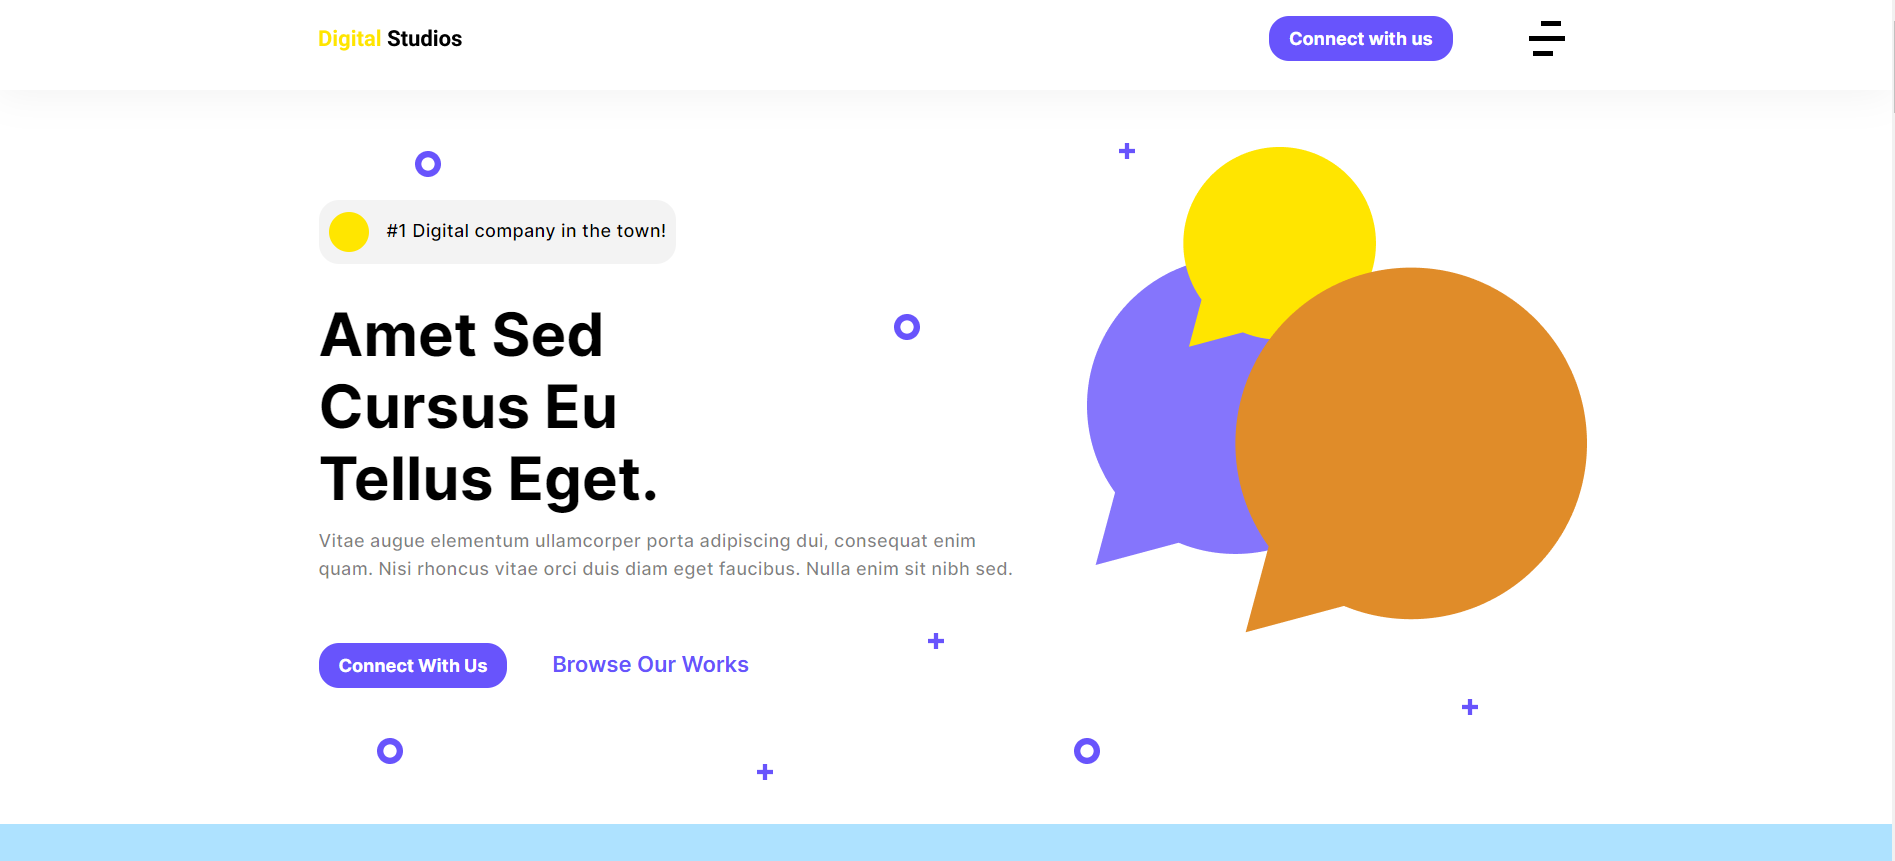 Digital Studios
Connect with us
#1 Digital company in the town!
Amet Sed
Cursus Eu
Tellus Eget.
Vitae augue elementum ullamcorper porta adipiscing dui, consequat enim
quam. Nisi rhoncus vitae orci duis diam eget faucibus. Nulla enim sit nibh sed.
Connect With Us
Browse Our Works